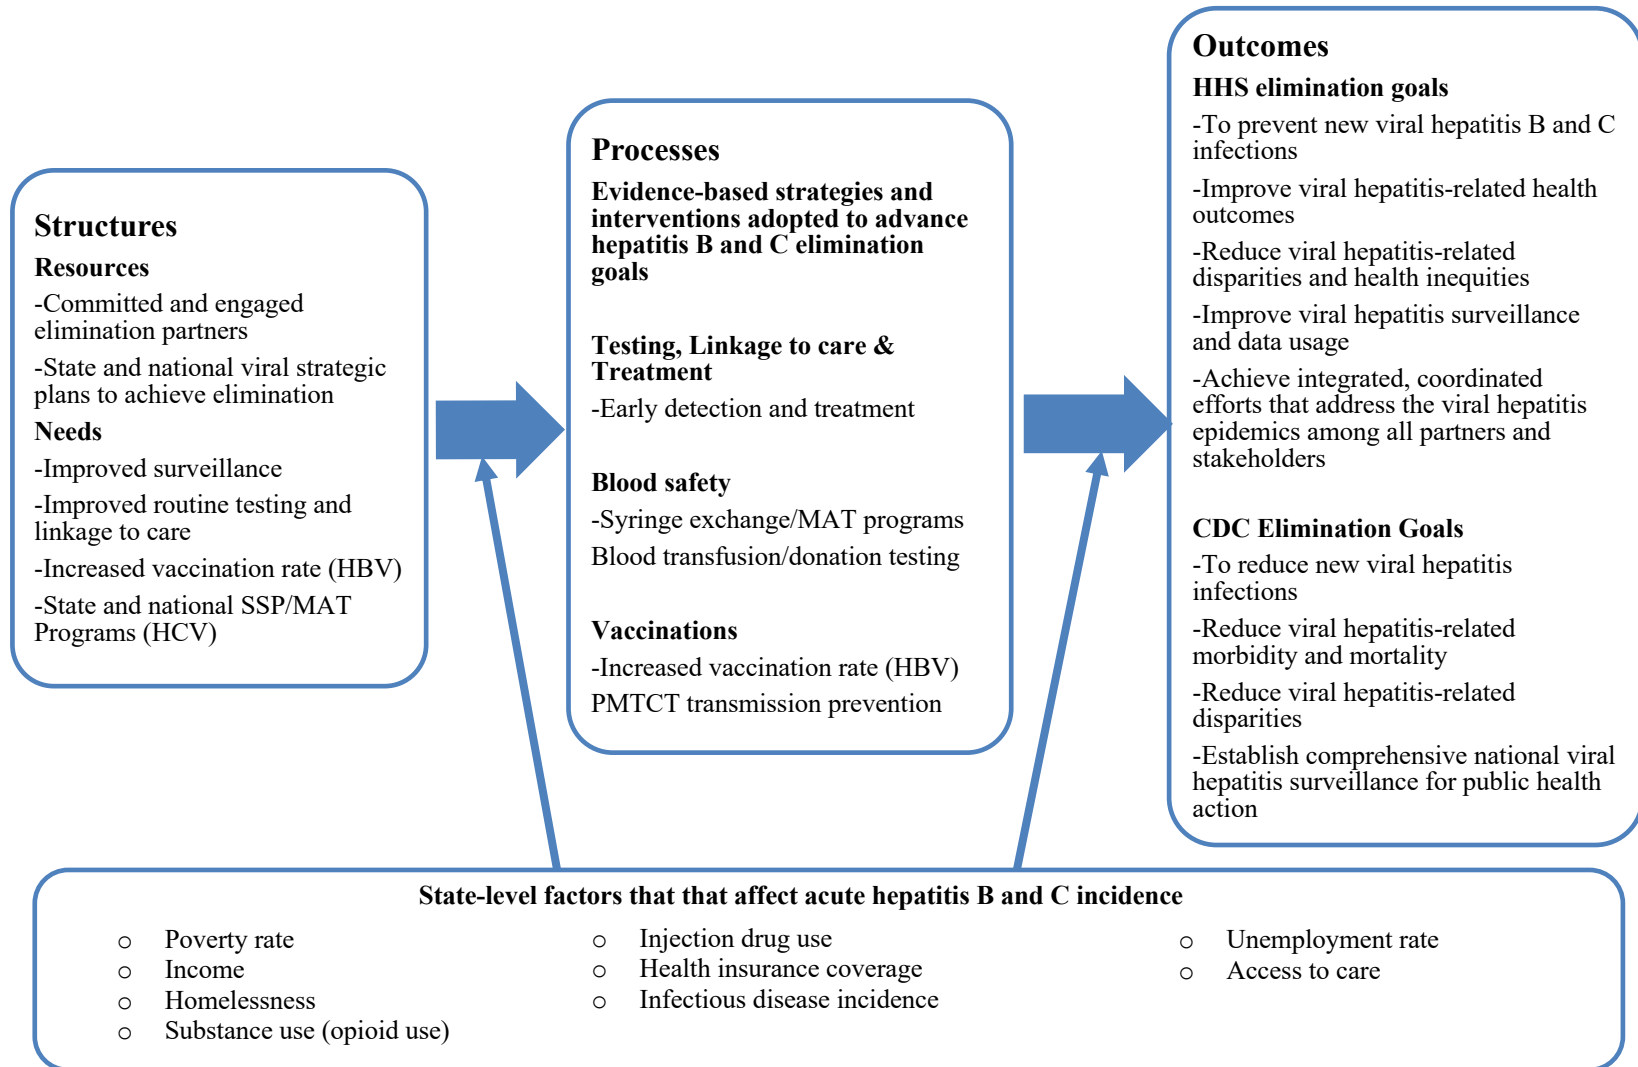 Structures
Resources
-Committed and engaged
elimination partners
-State and national viral strategic
plans to achieve elimination
Needs
-Improved surveillance
-Improved routine testing and
linkage to care
-Increased vaccination rate (HBV)
-State and national SSP/MAT
Programs (HCV)
Processes
Evidence-based strategies and
interventions adopted to advance
hepatitis B and C elimination
goals
Testing, Linkage to care &
Treatment
-Early detection and treatment
Blood safety
-Syringe exchange/MAT programs
Blood transfusion/donation testing
Vaccinations
-Increased vaccination rate (HBV)
PMTCT transmission prevention
Outcomes
HHS elimination goals
-To prevent new viral hepatitis B and C
infections
-Improve viral hepatitis-related health
outcomes
-Reduce viral hepatitis-related
disparities and health inequities
-Improve viral hepatitis surveillance
and data usage
-Achieve integrated, coordinated
efforts that address the viral hepatitis
epidemics among all partners and
stakeholders
CDC Elimination Goals
-To reduce new viral hepatitis
infections
-Reduce viral hepatitis-related
morbidity and mortality
-Reduce viral hepatitis-related
disparities
-Establish comprehensive national viral
hepatitis surveillance for public health
action
State-level factors that that affect acute hepatitis B and C incidence
o Poverty rate
o Income
o Homelessness
o Substance use (opioid use)
o Injection drug use
o Health insurance coverage
o Infectious disease incidence
o Unemployment rate
o Access to care